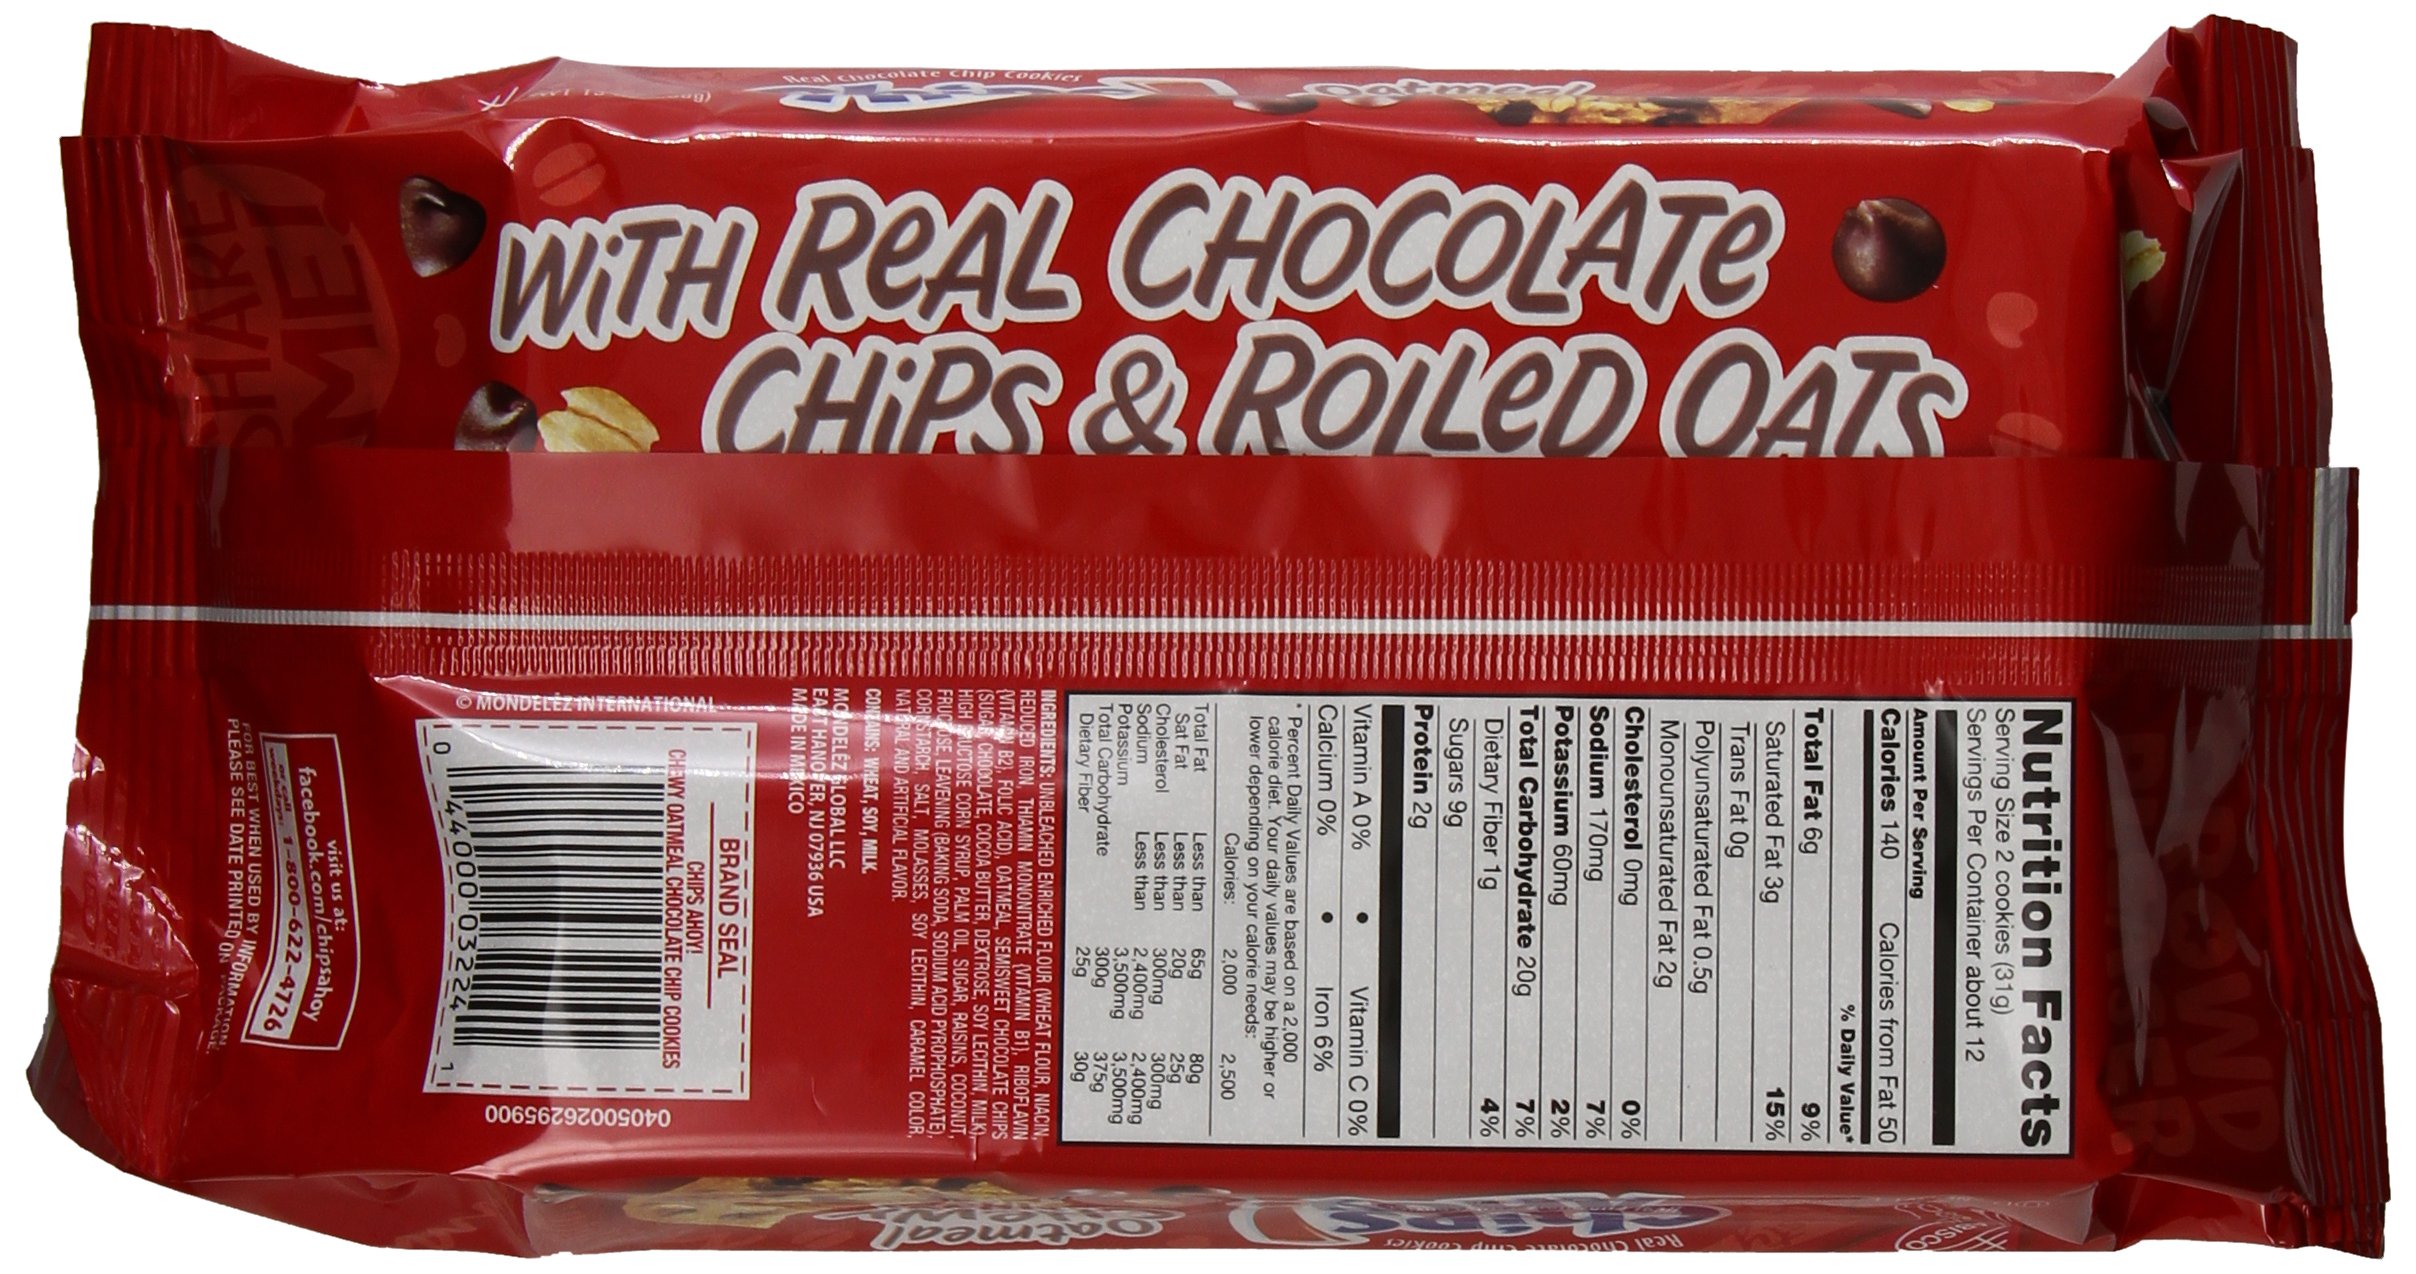 Real Chocolate Chip Cookies
Oatmeal
SHARE
ME!
WiTH ReAL CHOCOLATe
CHiPS & ROLLeD OATS
Nutrition Facts
Serving Size 2 cookies (31g)
Servings Per Container about 12
Amount Per Serving
Calories 140 Calories from Fat 50
% Daily Value*
Total Fat 6g 9%
Saturated Fat 3g 15%
Trans Fat 0g
Polyunsaturated Fat 0.5g
Monounsaturated Fat 2g
Cholesterol 0mg 0%
Sodium 170mg 7%
Potassium 60mg 2%
Total Carbohydrate 20g 7%
Dietary Fiber 1g 4%
Sugars 9g
Protein 2g
Vitamin A 0% • Vitamin C 0%
Calcium 0% • Iron 6%
* Percent Daily Values are based on a 2,000
calorie diet. Your daily values may be higher or
lower depending on your calorie needs:
Calories: 2,000 2,500
Total Fat Less than 65g 80g
Sat Fat Less than 20g 25g
Cholesterol Less than 300mg 300mg
Sodium Less than 2,400mg 2,400mg
Potassium 3,500mg 3,500mg
Total Carbohydrate 300g 375g
Dietary Fiber 25g 30g
INGREDIENTS: UNBLEACHED ENRICHED FLOUR (WHEAT FLOUR, NIACIN,
REDUCED IRON, THIAMIN MONONITRATE {VITAMIN B1}, RIBOFLAVIN
{VITAMIN B2}, FOLIC ACID), OATMEAL, SEMISWEET CHOCOLATE CHIPS
(SUGAR, CHOCOLATE, COCOA BUTTER, DEXTROSE, SOY LECITHIN, MILK),
HIGH FRUCTOSE CORN SYRUP, PALM OIL, SUGAR, RAISINS, COCONUT,
FRUCTOSE, LEAVENING (BAKING SODA, SODIUM ACID PYROPHOSPHATE),
CORNSTARCH, SALT, MOLASSES, SOY LECITHIN, CARAMEL COLOR,
NATURAL AND ARTIFICIAL FLAVOR.
CONTAINS: WHEAT, SOY, MILK.
MONDELĒZ GLOBAL LLC
EAST HANOVER, NJ 07936 USA
MADE IN MEXICO
BRAND SEAL
CHIPS AHOY!
CHEWY OATMEAL CHOCOLATE CHIP COOKIES
0 44000 03224 1
© MONDELĒZ INTERNATIONAL
04050026295900
visit us at:
facebook.com/chipsahoy
or call weekdays: 1-800-622-4726
FOR BEST WHEN USED BY INFORMATION
PLEASE SEE DATE PRINTED ON PACKAGE.
Oatmeal
Real Chocolate Chip Cookies